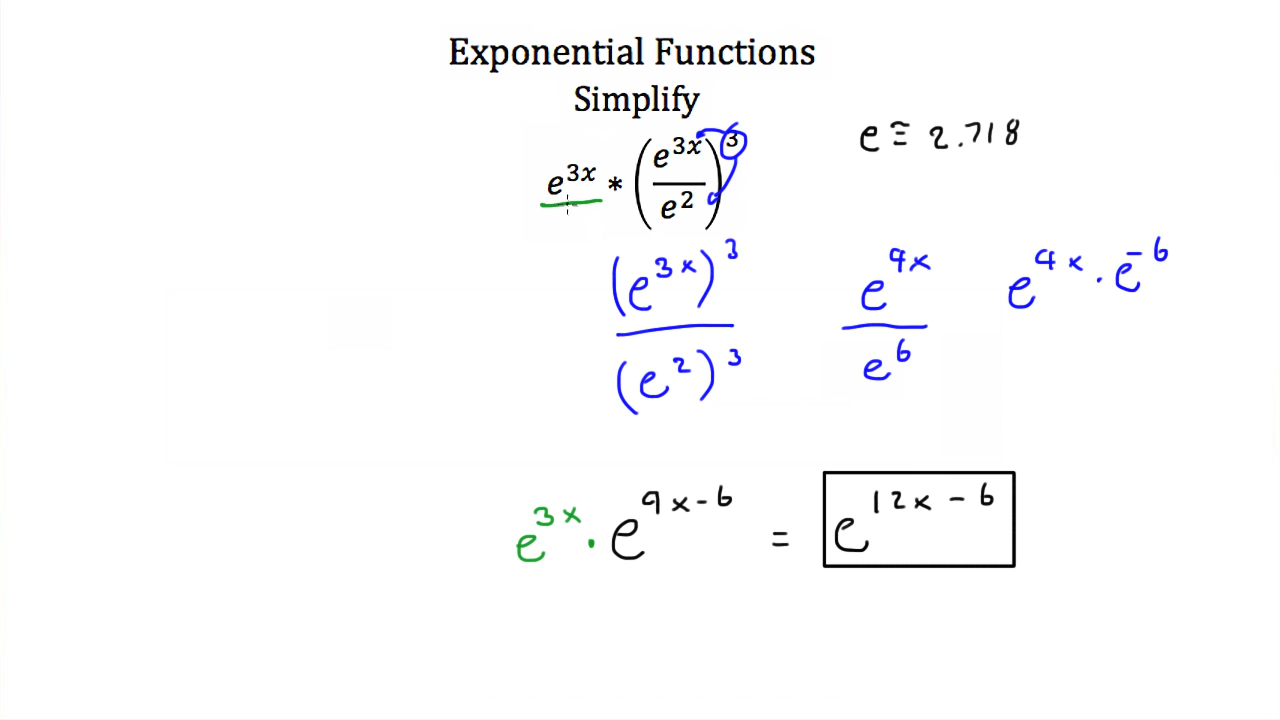 Exponential Functions
Simplify
e^{3x} * (e^{3x} / e^2)^3
e ≅ 2.718
(e^{3x})^3 / (e^2)^3
e^{9x} / e^6
e^{9x} · e^{-6}
e^{3x} · e^{9x-6} = e^{12x-6}